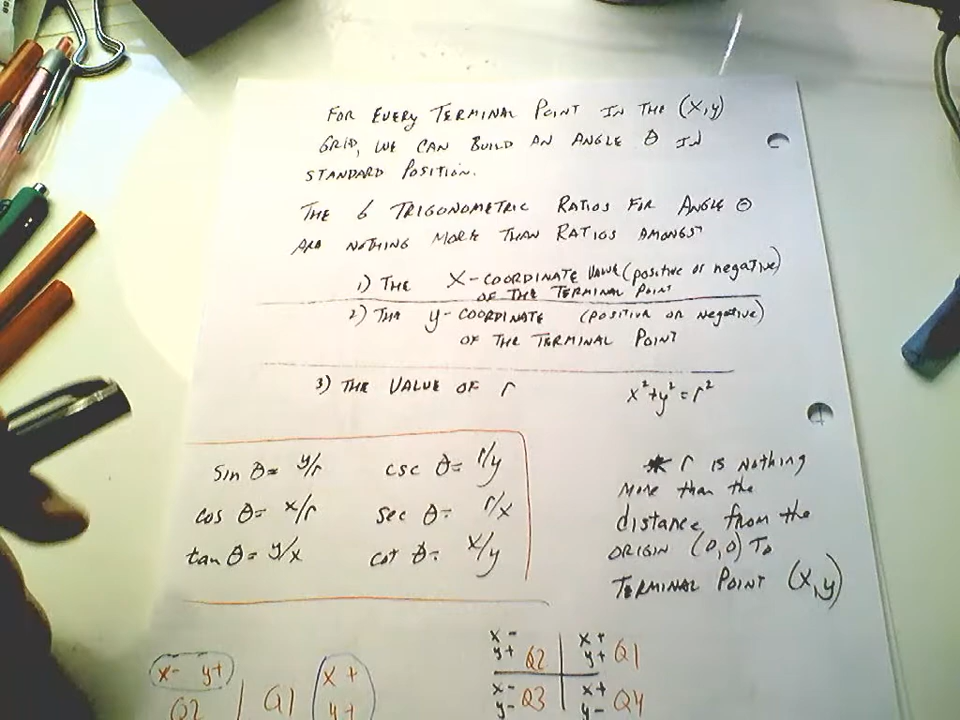 FOR EVERY TERMINAL POINT IN THE (X,y)
GRID, WE CAN BUILD AN ANGLE θ IN
STANDARD POSITION.
THE 6 TRIGONOMETRIC RATIOS FOR ANGLE θ
ARE NOTHING MORE THAN RATIOS AMONGST
1) THE X-COORDINATE VALUE (positive or negative)
OF THE TERMINAL POINT
2) THE y-COORDINATE (POSITIVE OR Negative)
OF THE TERMINAL POINT
3) THE VALUE OF r
x²+y²=r²
sin θ= y/r csc θ= r/y
cos θ= x/r sec θ= r/x
tan θ= y/x cot θ= x/y
* r is nothing
more than the
distance from the
ORIGIN (0,0) TO
TERMINAL POINT (X,y)
x- y+ x+
Q2 Q1 y+
x- x+
y+ Q2 y+ Q1
x- Q3 x+ Q4
y- y-